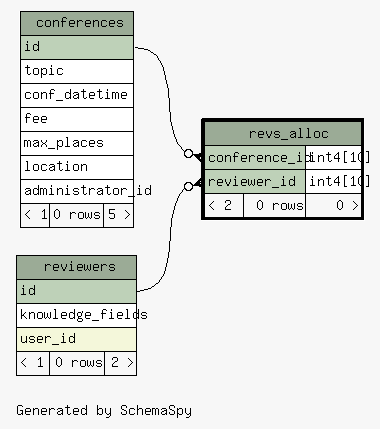 conferences
id
topic
conf_datetime
fee
max_places
location
administrator_id
< 1 0 rows 5 >
revs_alloc
conference_id int4[10]
reviewer_id int4[10]
< 2 0 rows 0 >
reviewers
id
knowledge_fields
user_id
< 1 0 rows 2 >
Generated by SchemaSpy